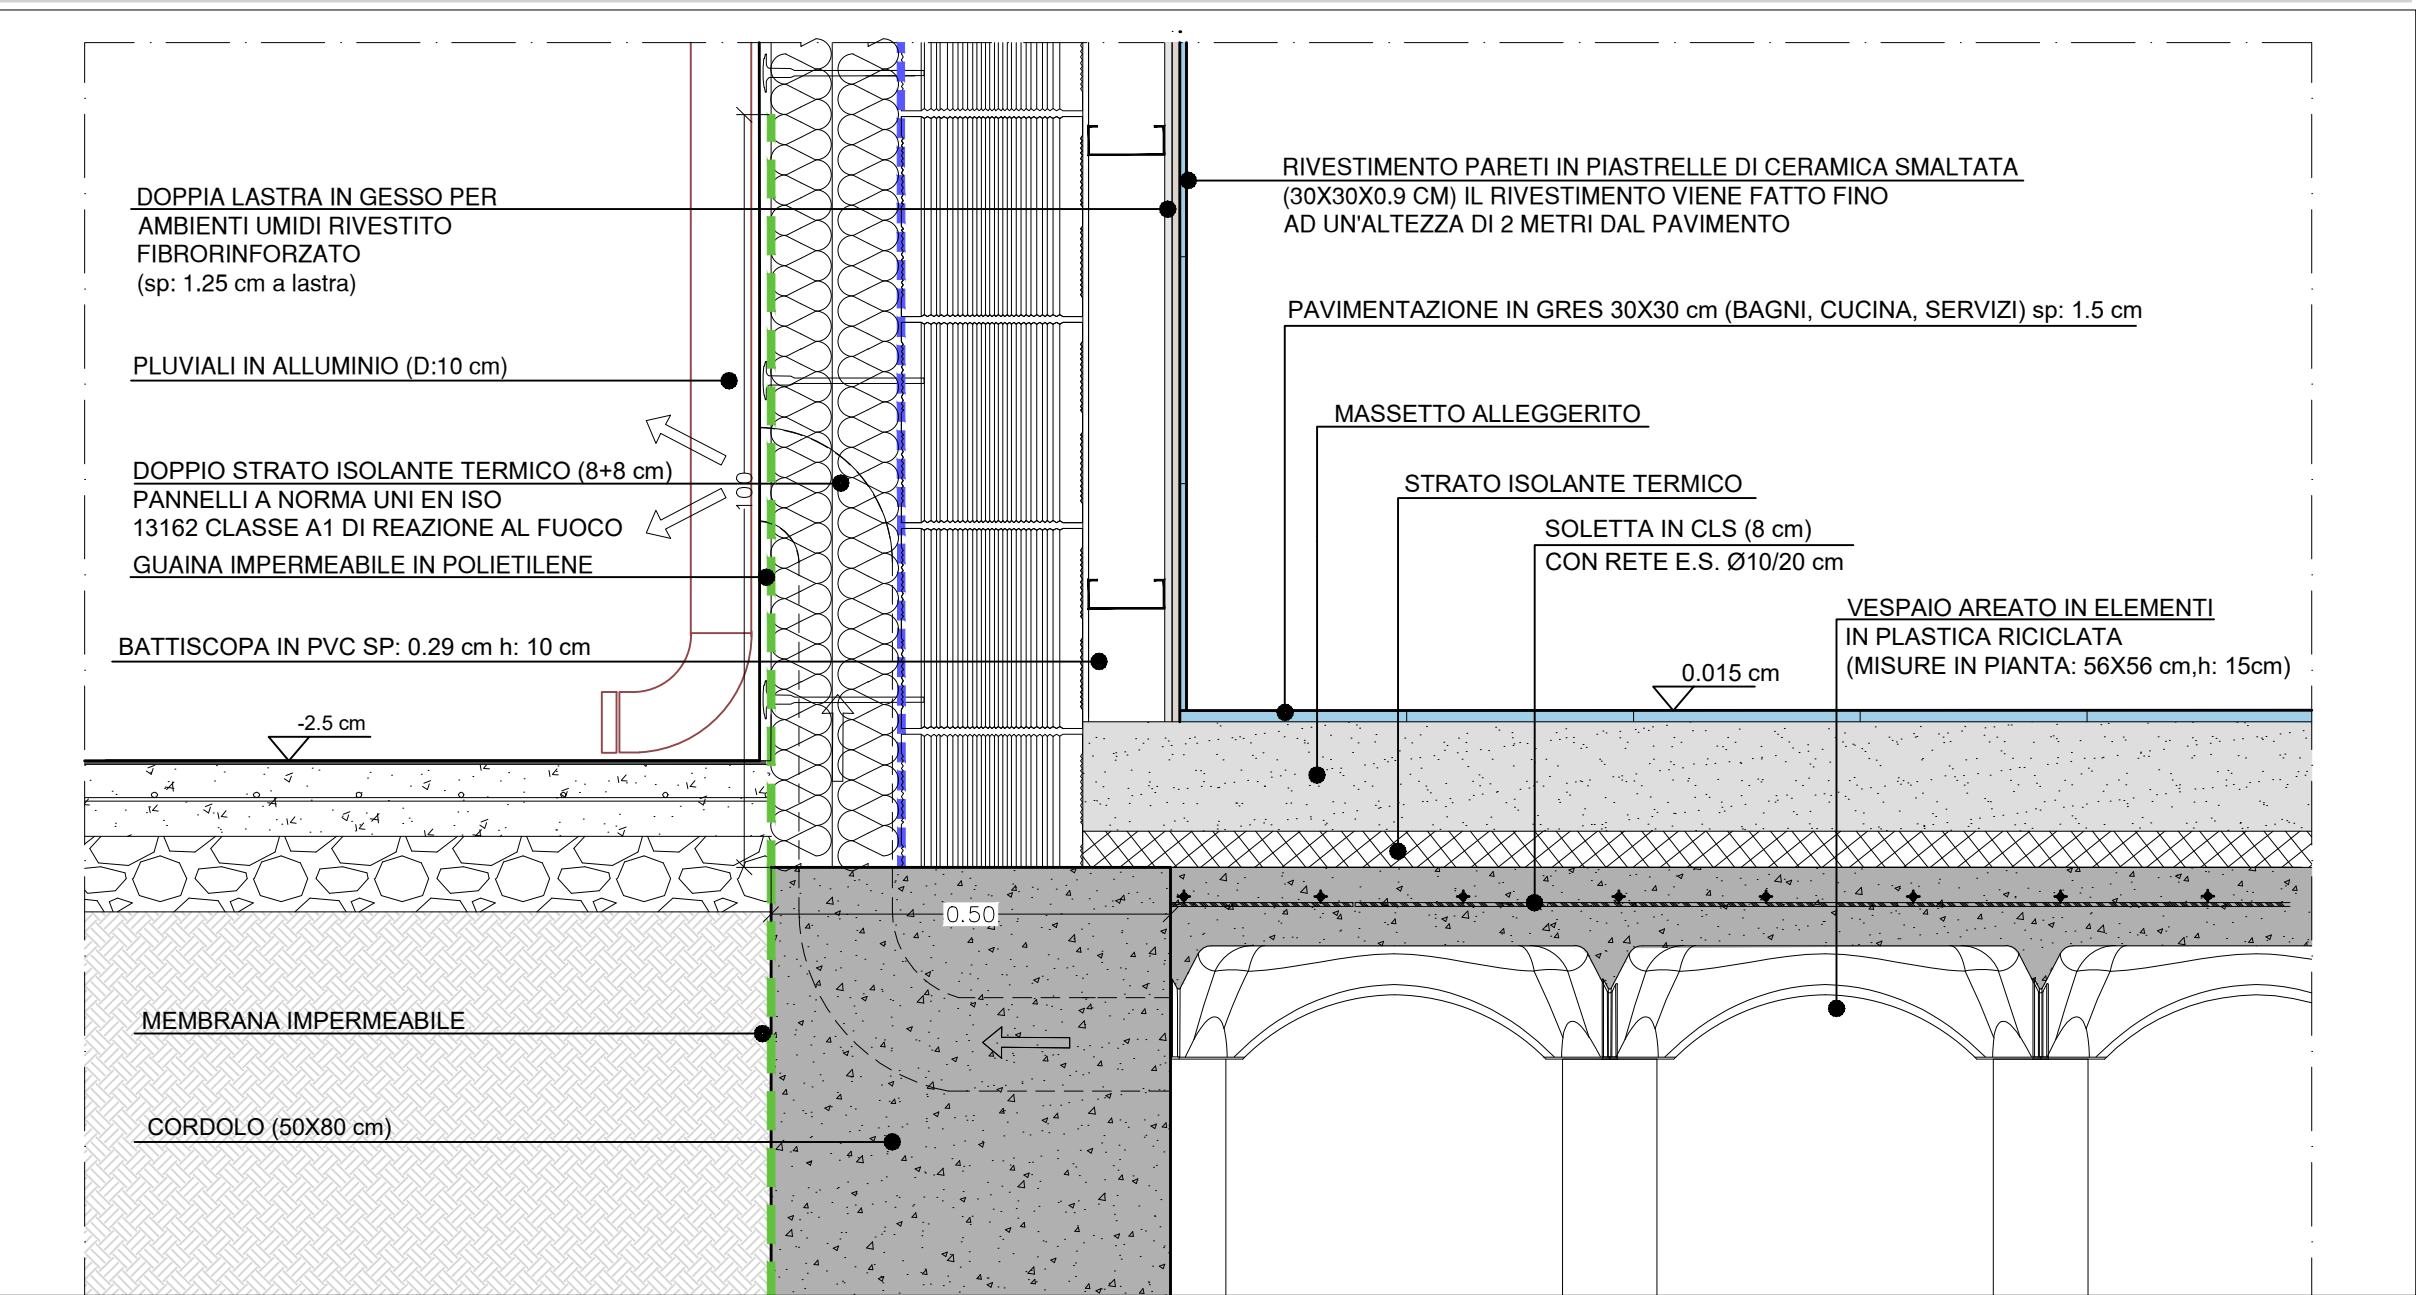 DOPPIA LASTRA IN GESSO PER
AMBIENTI UMIDI RIVESTITO
FIBRORINFORZATO
(sp: 1.25 cm a lastra)
PLUVIALI IN ALLUMINIO (D:10 cm)
DOPPIO STRATO ISOLANTE TERMICO (8+8 cm)
PANNELLI A NORMA UNI EN ISO
13162 CLASSE A1 DI REAZIONE AL FUOCO
GUAINA IMPERMEABILE IN POLIETILENE
BATTISCOPA IN PVC SP: 0.29 cm h: 10 cm
-2.5 cm
MEMBRANA IMPERMEABILE
CORDOLO (50X80 cm)
100
0.50
RIVESTIMENTO PARETI IN PIASTRELLE DI CERAMICA SMALTATA
(30X30X0.9 CM) IL RIVESTIMENTO VIENE FATTO FINO
AD UN'ALTEZZA DI 2 METRI DAL PAVIMENTO
PAVIMENTAZIONE IN GRES 30X30 cm (BAGNI, CUCINA, SERVIZI) sp: 1.5 cm
MASSETTO ALLEGGERITO
STRATO ISOLANTE TERMICO
SOLETTA IN CLS (8 cm)
CON RETE E.S. Ø10/20 cm
VESPAIO AREATO IN ELEMENTI
IN PLASTICA RICICLATA
(MISURE IN PIANTA: 56X56 cm,h: 15cm)
0.015 cm